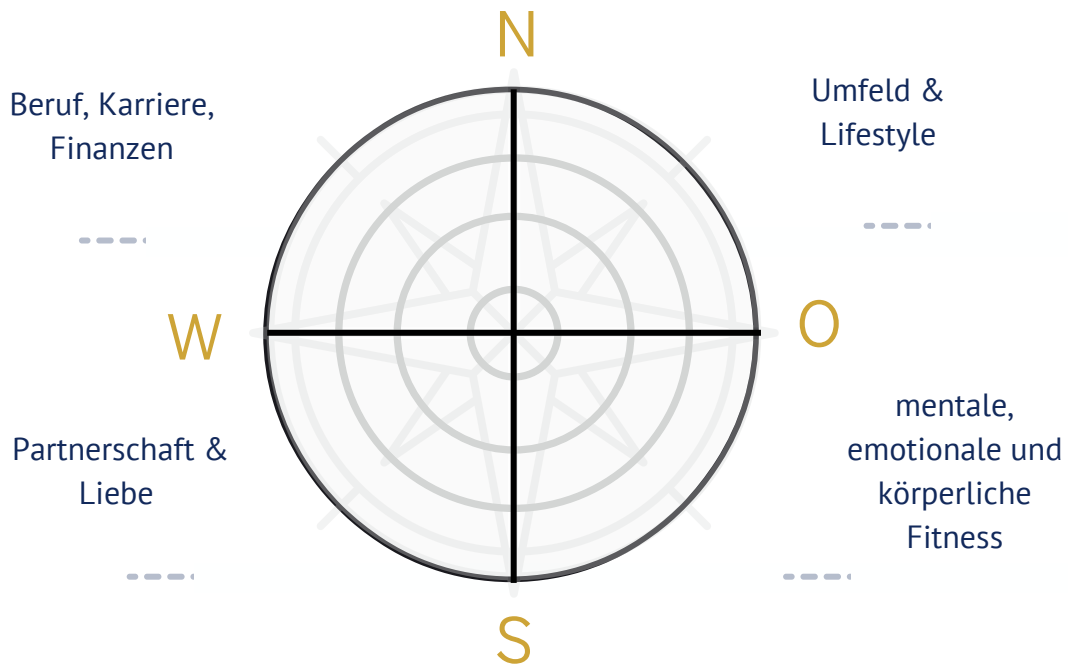 N
Beruf, Karriere,
Finanzen
Umfeld &
Lifestyle
W
O
Partnerschaft &
Liebe
mentale,
emotionale und
körperliche
Fitness
S